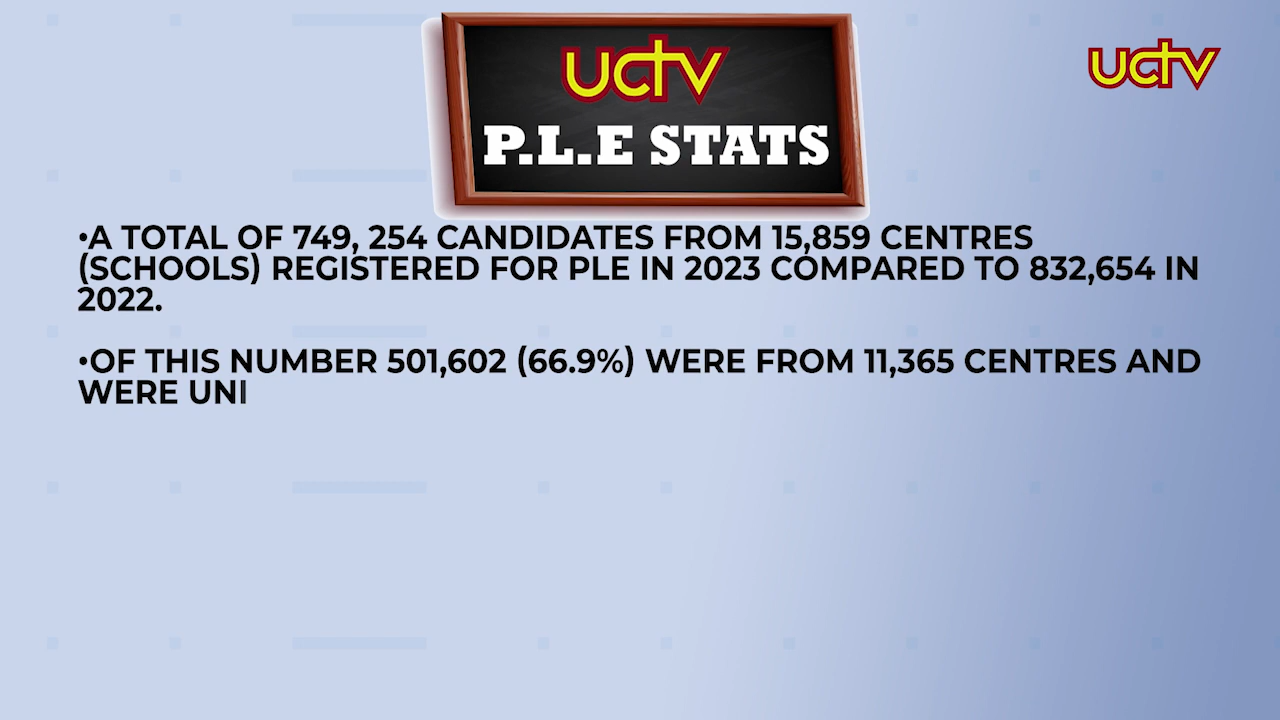 UCTV
UCTV
P.L.E STATS
•A TOTAL OF 749, 254 CANDIDATES FROM 15,859 CENTRES
(SCHOOLS) REGISTERED FOR PLE IN 2023 COMPARED TO 832,654 IN
2022.
•OF THIS NUMBER 501,602 (66.9%) WERE FROM 11,365 CENTRES AND
WERE UNI